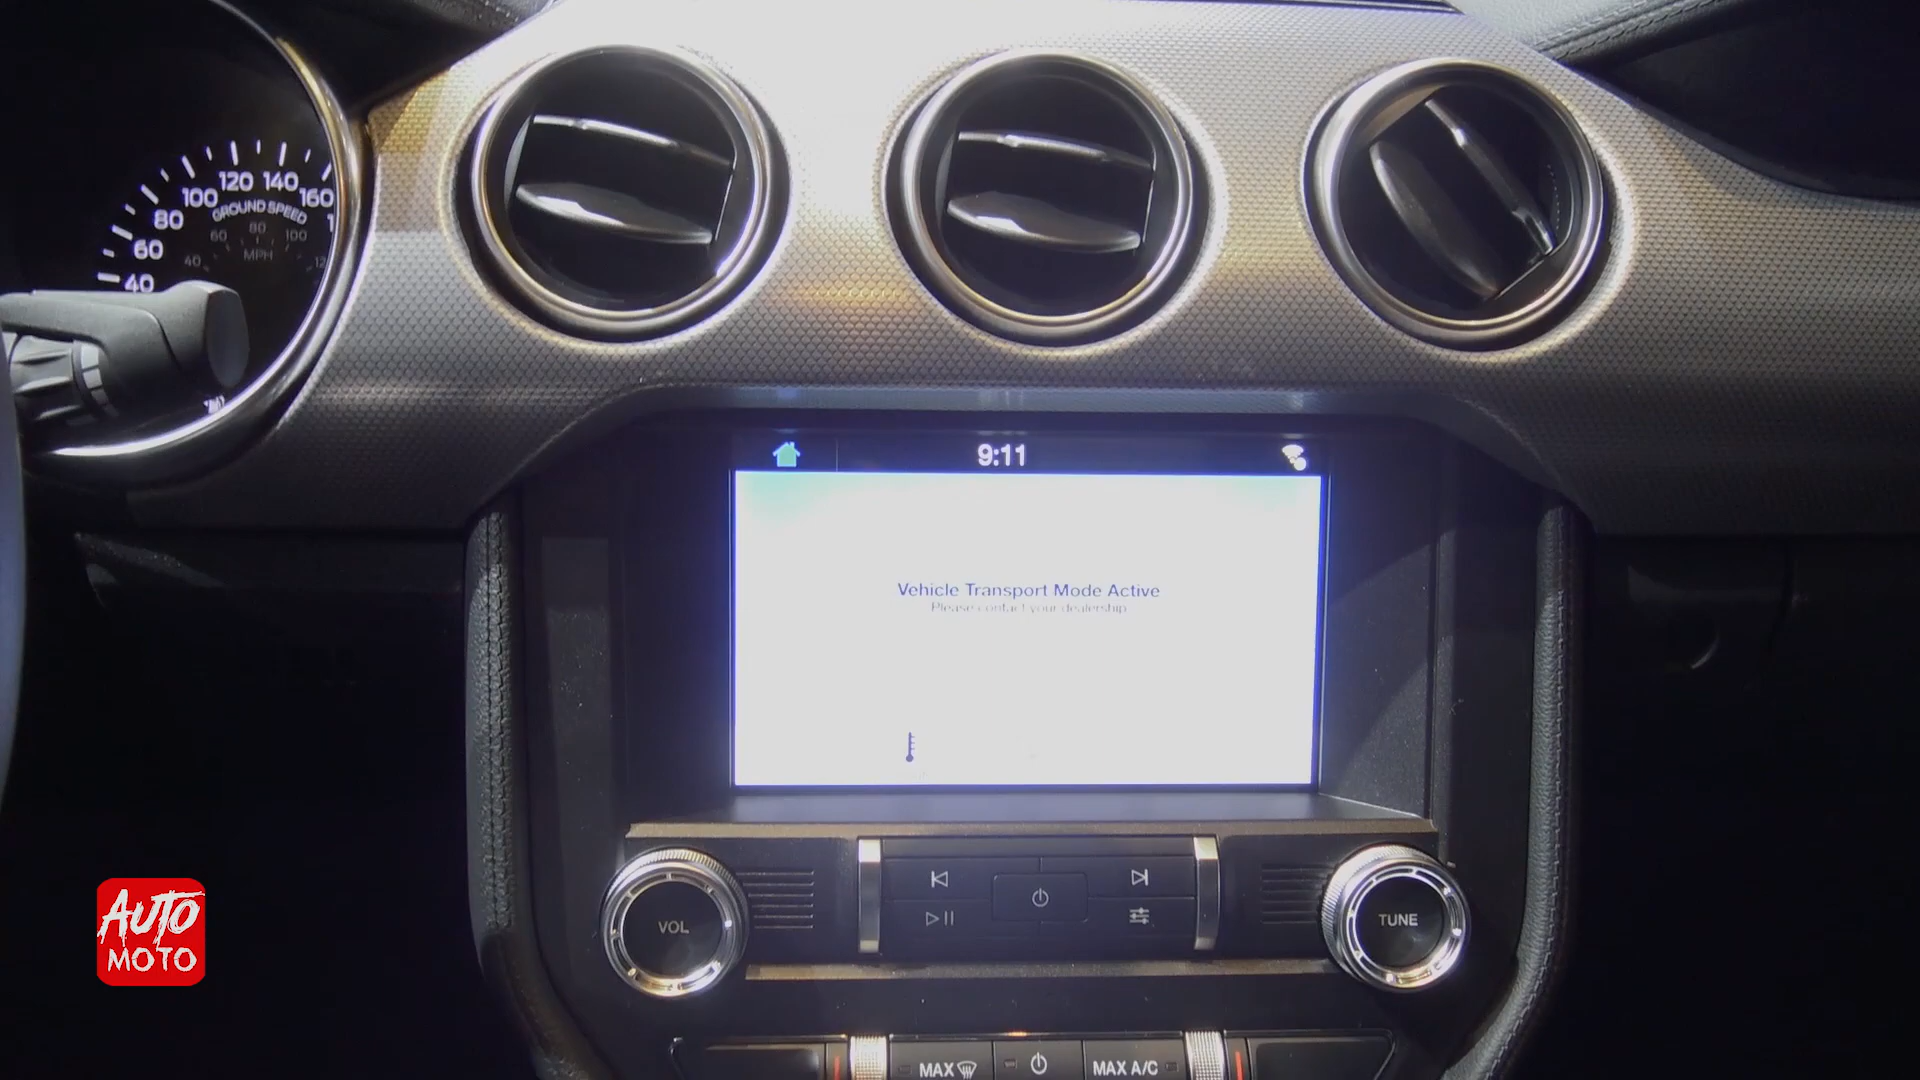 120 140
100 160
GROUND SPEED
80
80
60 100
60
MPH
40
40
9:11
Vehicle Transport Mode Active
Please contact your dealership
VOL
TUNE
AUTO
MOTO
MAX
MAX A/C